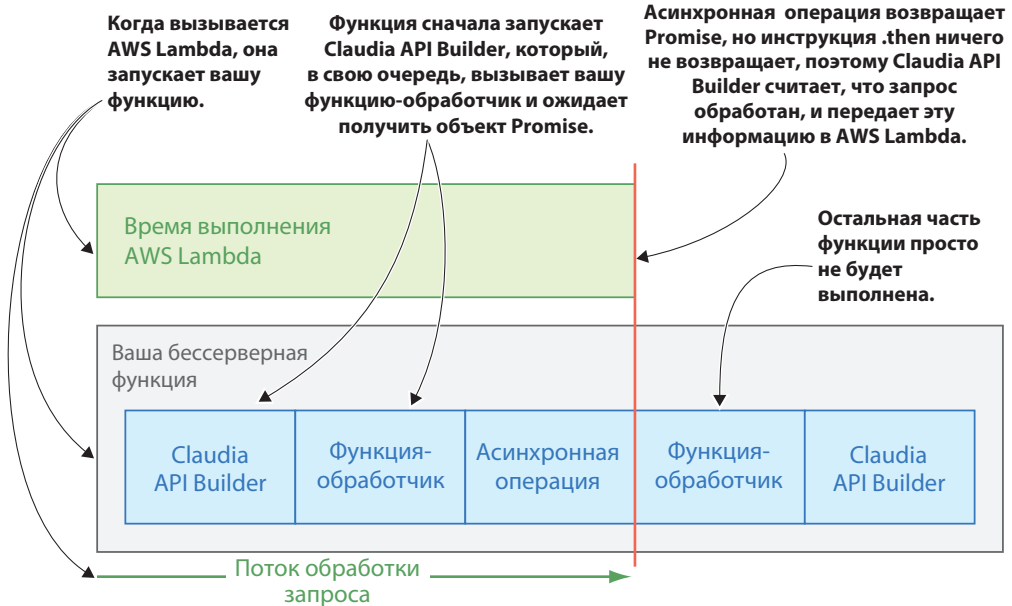 Когда вызывается
AWS Lambda, она
запускает вашу
функцию.
Функция сначала запускает
Claudia API Builder, который,
в свою очередь, вызывает вашу
функцию-обработчик и ожидает
получить объект Promise.
Асинхронная операция возвращает
Promise, но инструкция .then ничего
не возвращает, поэтому Claudia API
Builder считает, что запрос
обработан, и передает эту
информацию в AWS Lambda.
Время выполнения
AWS Lambda
Остальная часть
функции просто
не будет
выполнена.
Ваша бессерверная
функция
Claudia
API Builder
Функция-
обработчик
Асинхронная
операция
Функция-
обработчик
Claudia
API Builder
Поток обработки
запроса